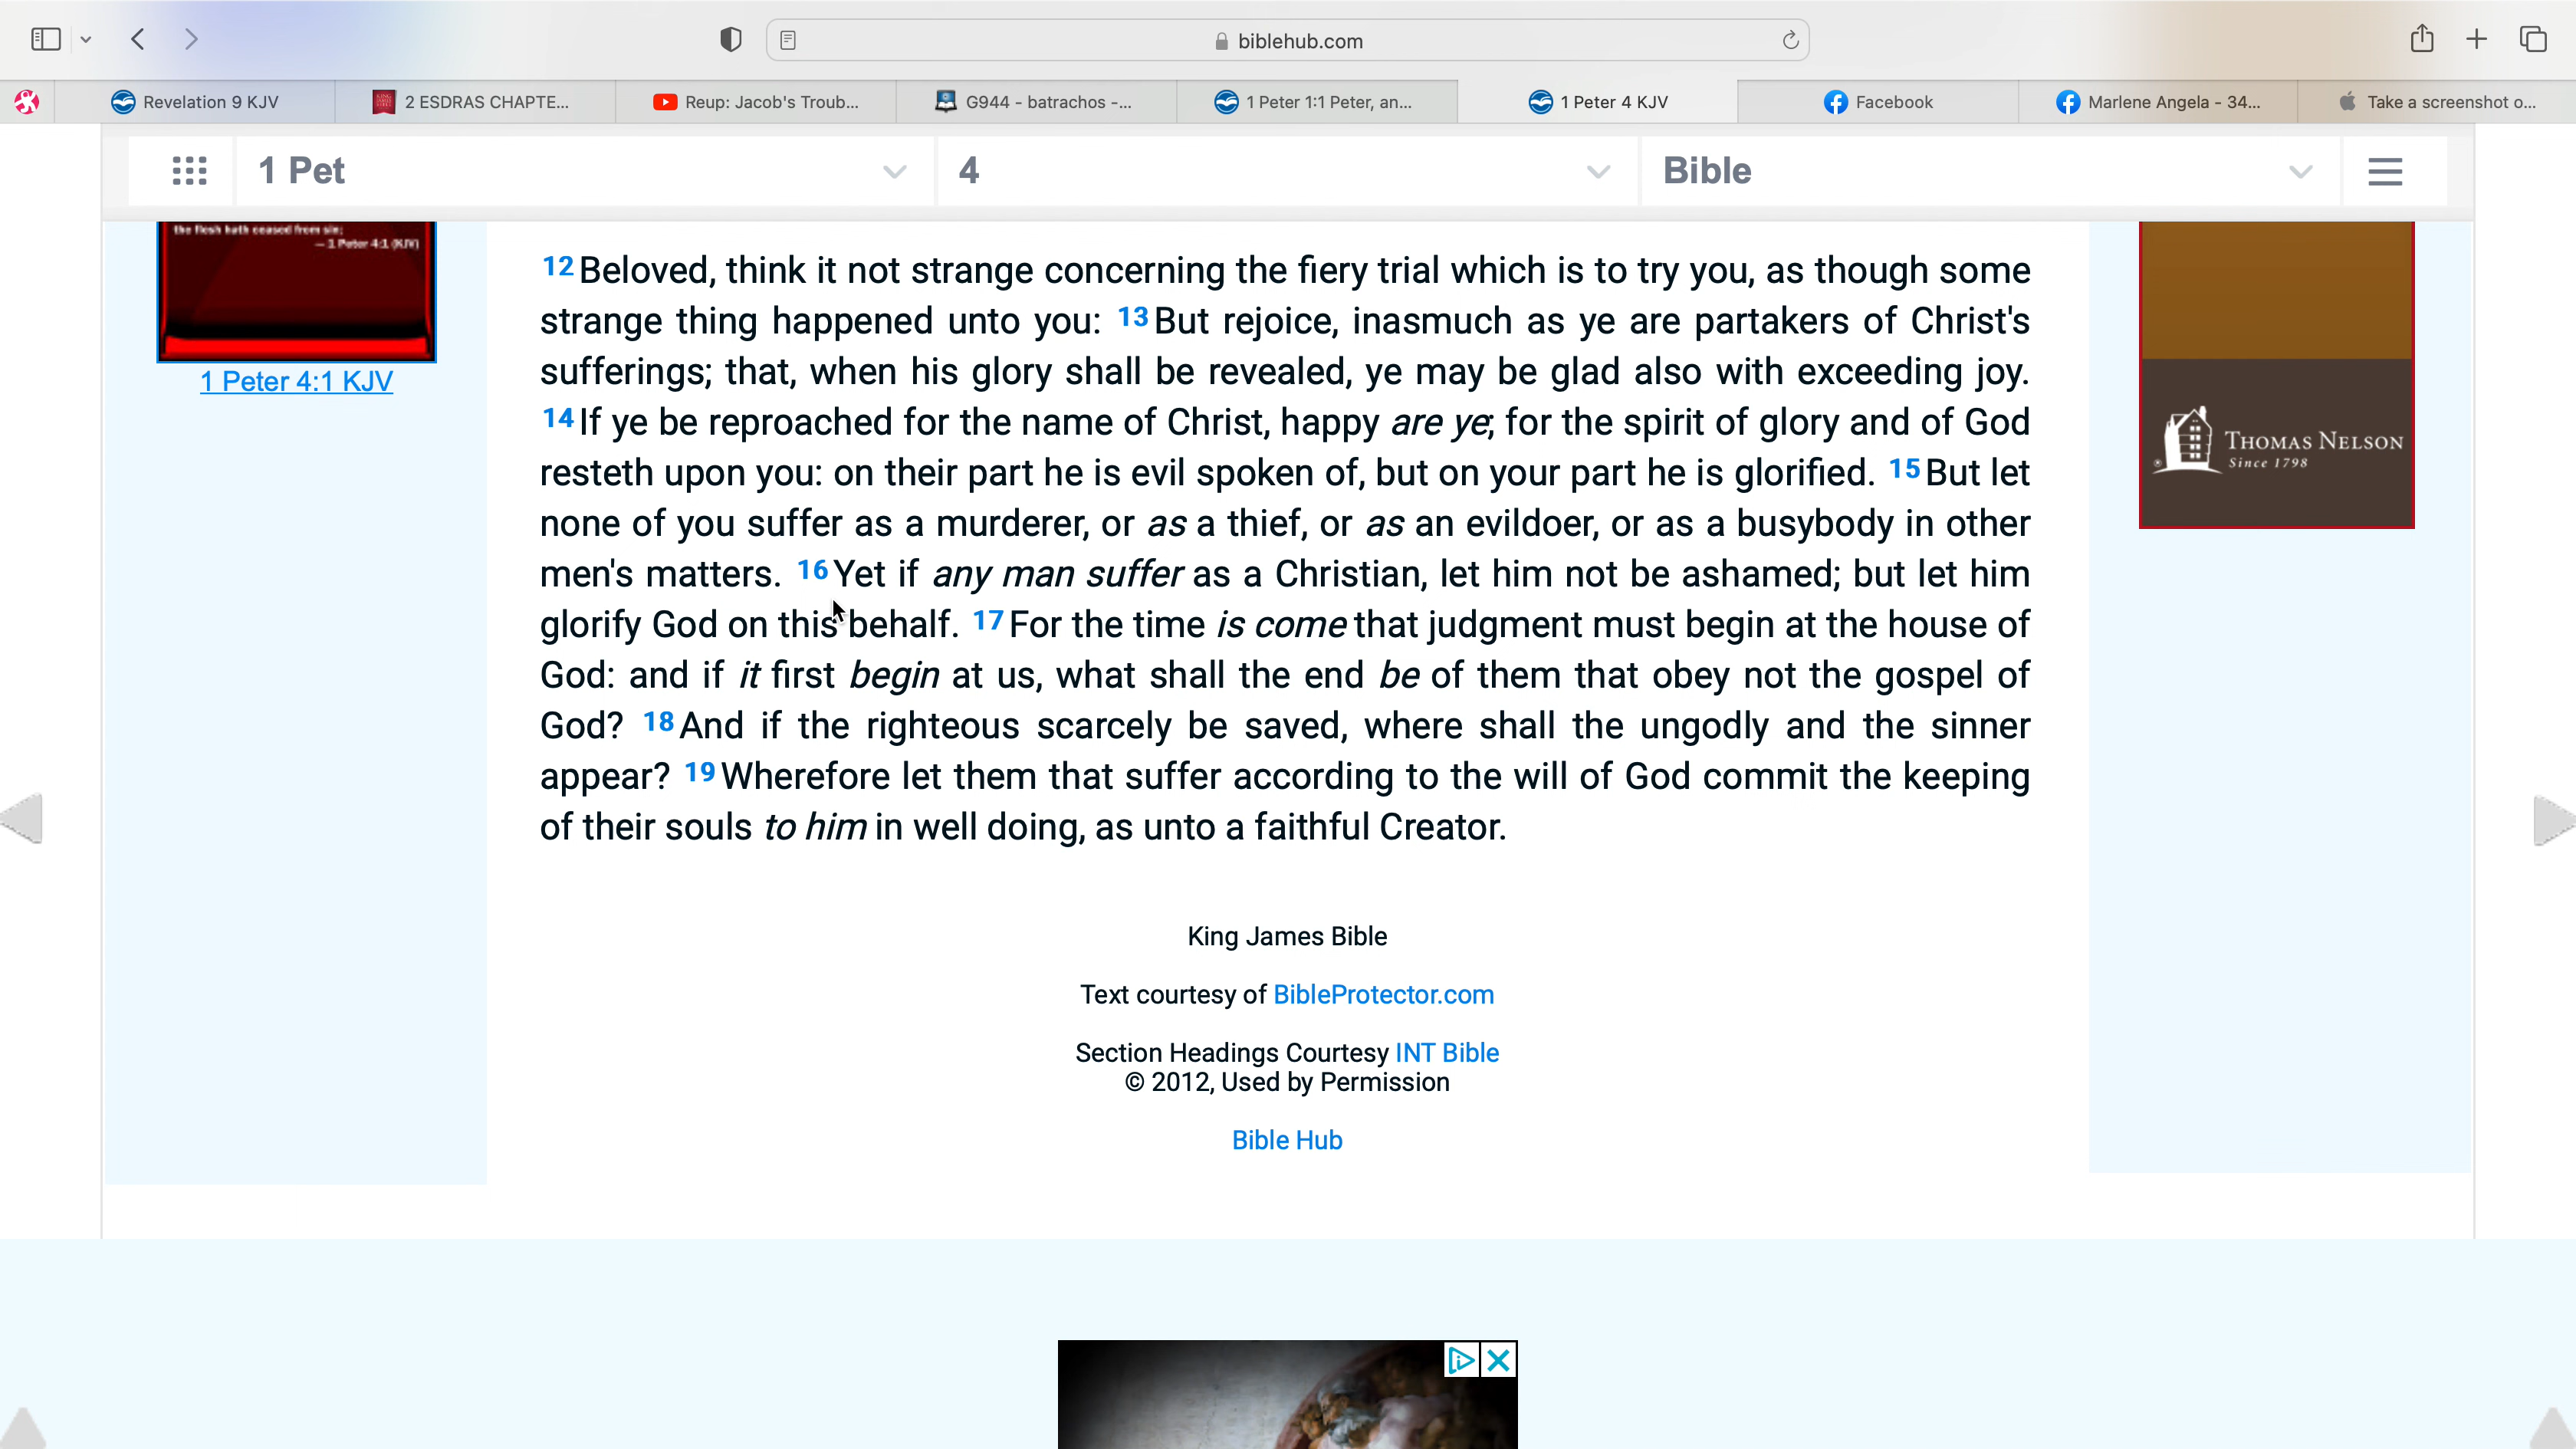 biblehub.com
Revelation 9 KJV
2 ESDRAS CHAPTE...
Reup: Jacob's Troub...
G944 - batrachos -...
1 Peter 1:1 Peter, an...
1 Peter 4 KJV
Facebook
Marlene Angela - 34...
Take a screenshot o...
1 Pet
4
Bible
the flesh hath ceased from sin;
— 1 Peter 4:1 (KJV)
1 Peter 4:1 KJV
12 Beloved, think it not strange concerning the fiery trial which is to try you, as though some
strange thing happened unto you: 13 But rejoice, inasmuch as ye are partakers of Christ's
sufferings; that, when his glory shall be revealed, ye may be glad also with exceeding joy.
14 If ye be reproached for the name of Christ, happy are ye; for the spirit of glory and of God
resteth upon you: on their part he is evil spoken of, but on your part he is glorified. 15 But let
none of you suffer as a murderer, or as a thief, or as an evildoer, or as a busybody in other
men's matters. 16 Yet if any man suffer as a Christian, let him not be ashamed; but let him
glorify God on this behalf. 17 For the time is come that judgment must begin at the house of
God: and if it first begin at us, what shall the end be of them that obey not the gospel of
God? 18 And if the righteous scarcely be saved, where shall the ungodly and the sinner
appear? 19 Wherefore let them that suffer according to the will of God commit the keeping
of their souls to him in well doing, as unto a faithful Creator.
THOMAS NELSON
Since 1798
King James Bible
Text courtesy of BibleProtector.com
Section Headings Courtesy INT Bible
© 2012, Used by Permission
Bible Hub